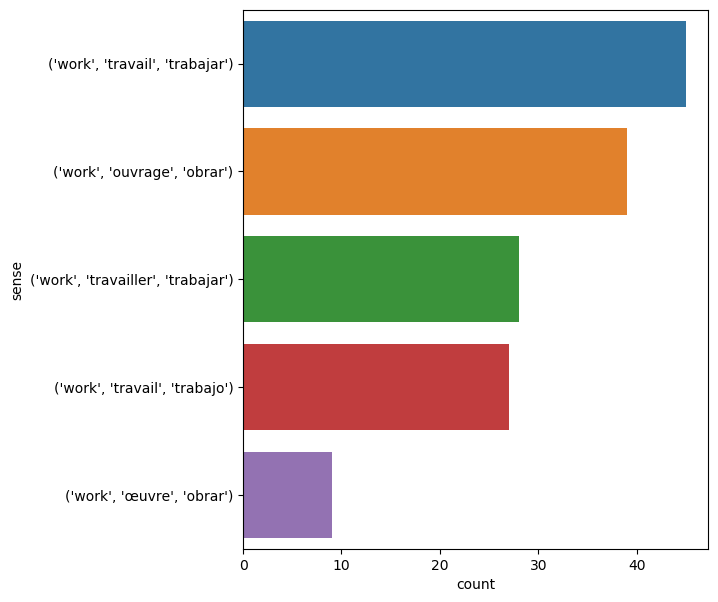 ('work', 'travail', 'trabajar')
('work', 'ouvrage', 'obrar')
('work', 'travailler', 'trabajar')
('work', 'travail', 'trabajo')
('work', 'œuvre', 'obrar')
sense
0 10 20 30 40
count